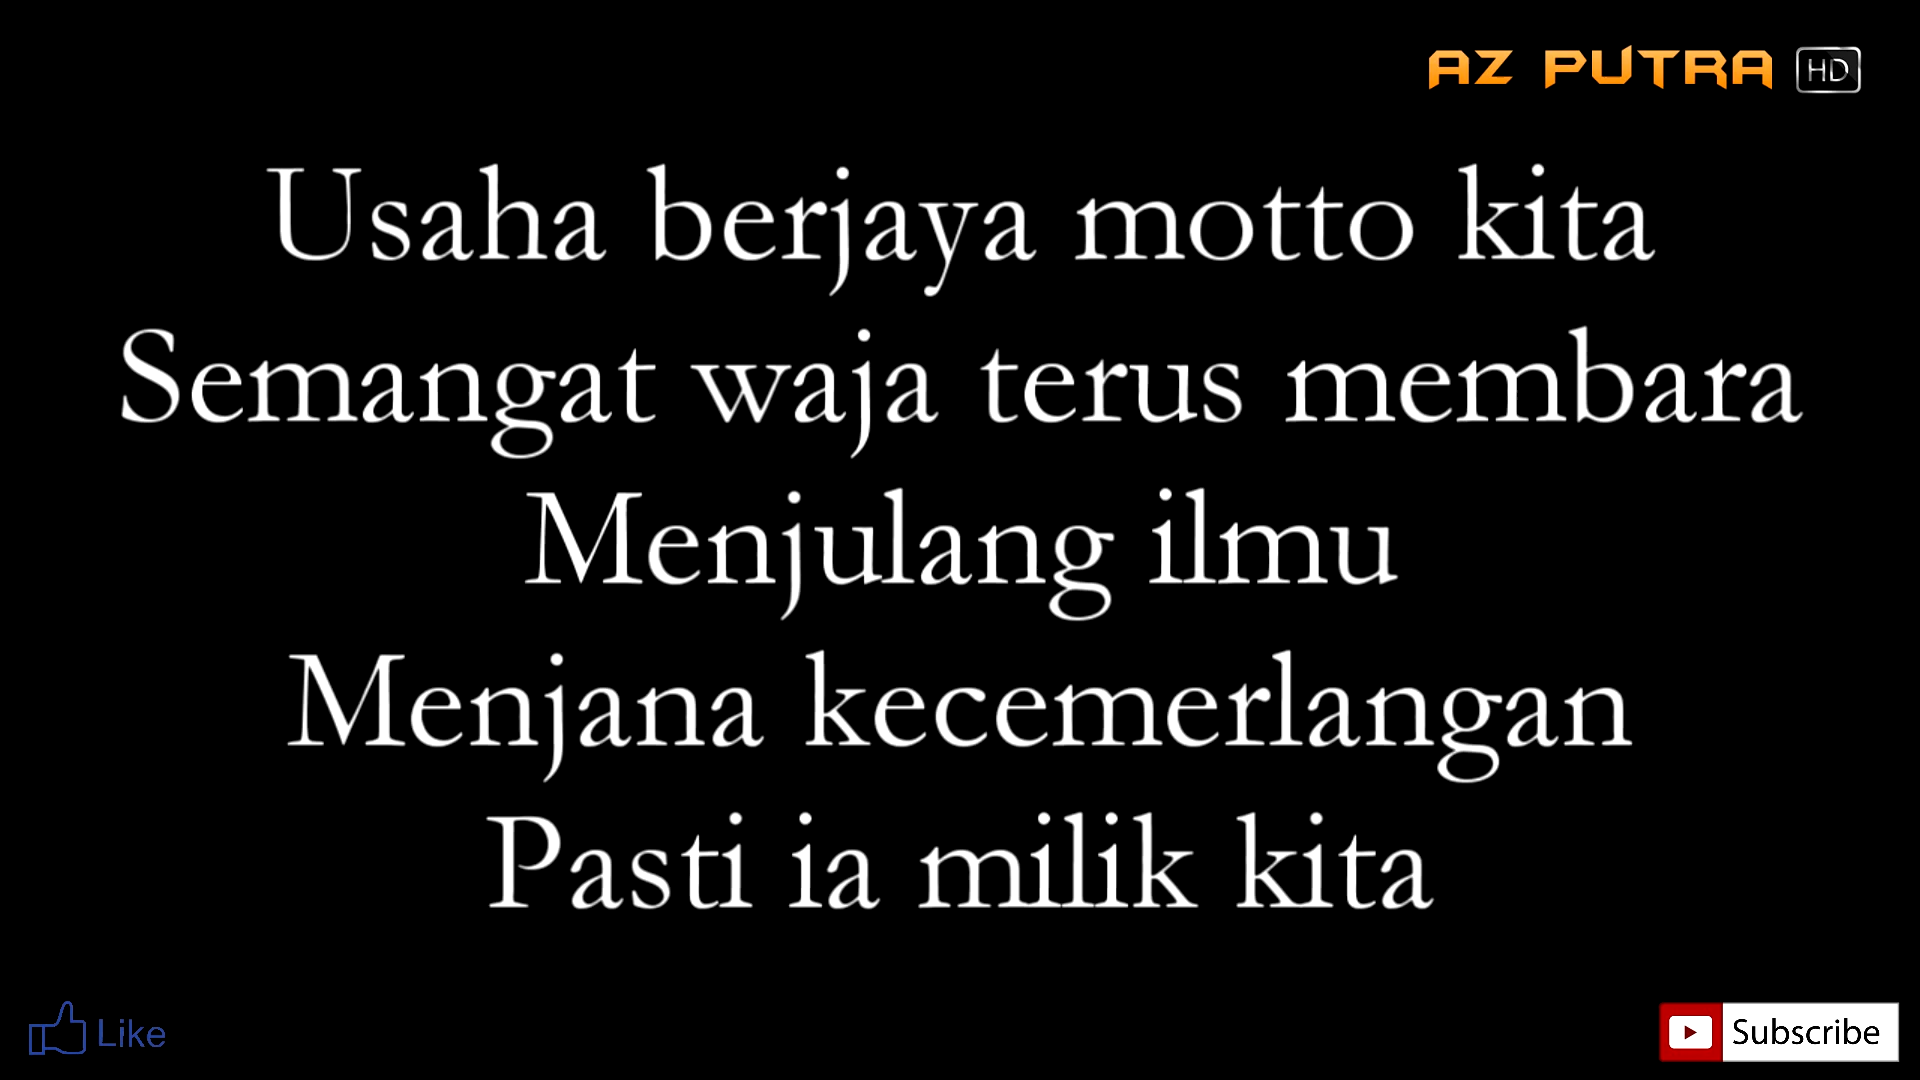 AZ PUTRA HD
Usaha berjaya motto kita
Semangat waja terus membara
Menjulang ilmu
Menjana kecemerlangan
Pasti ia milik kita
Like
Subscribe